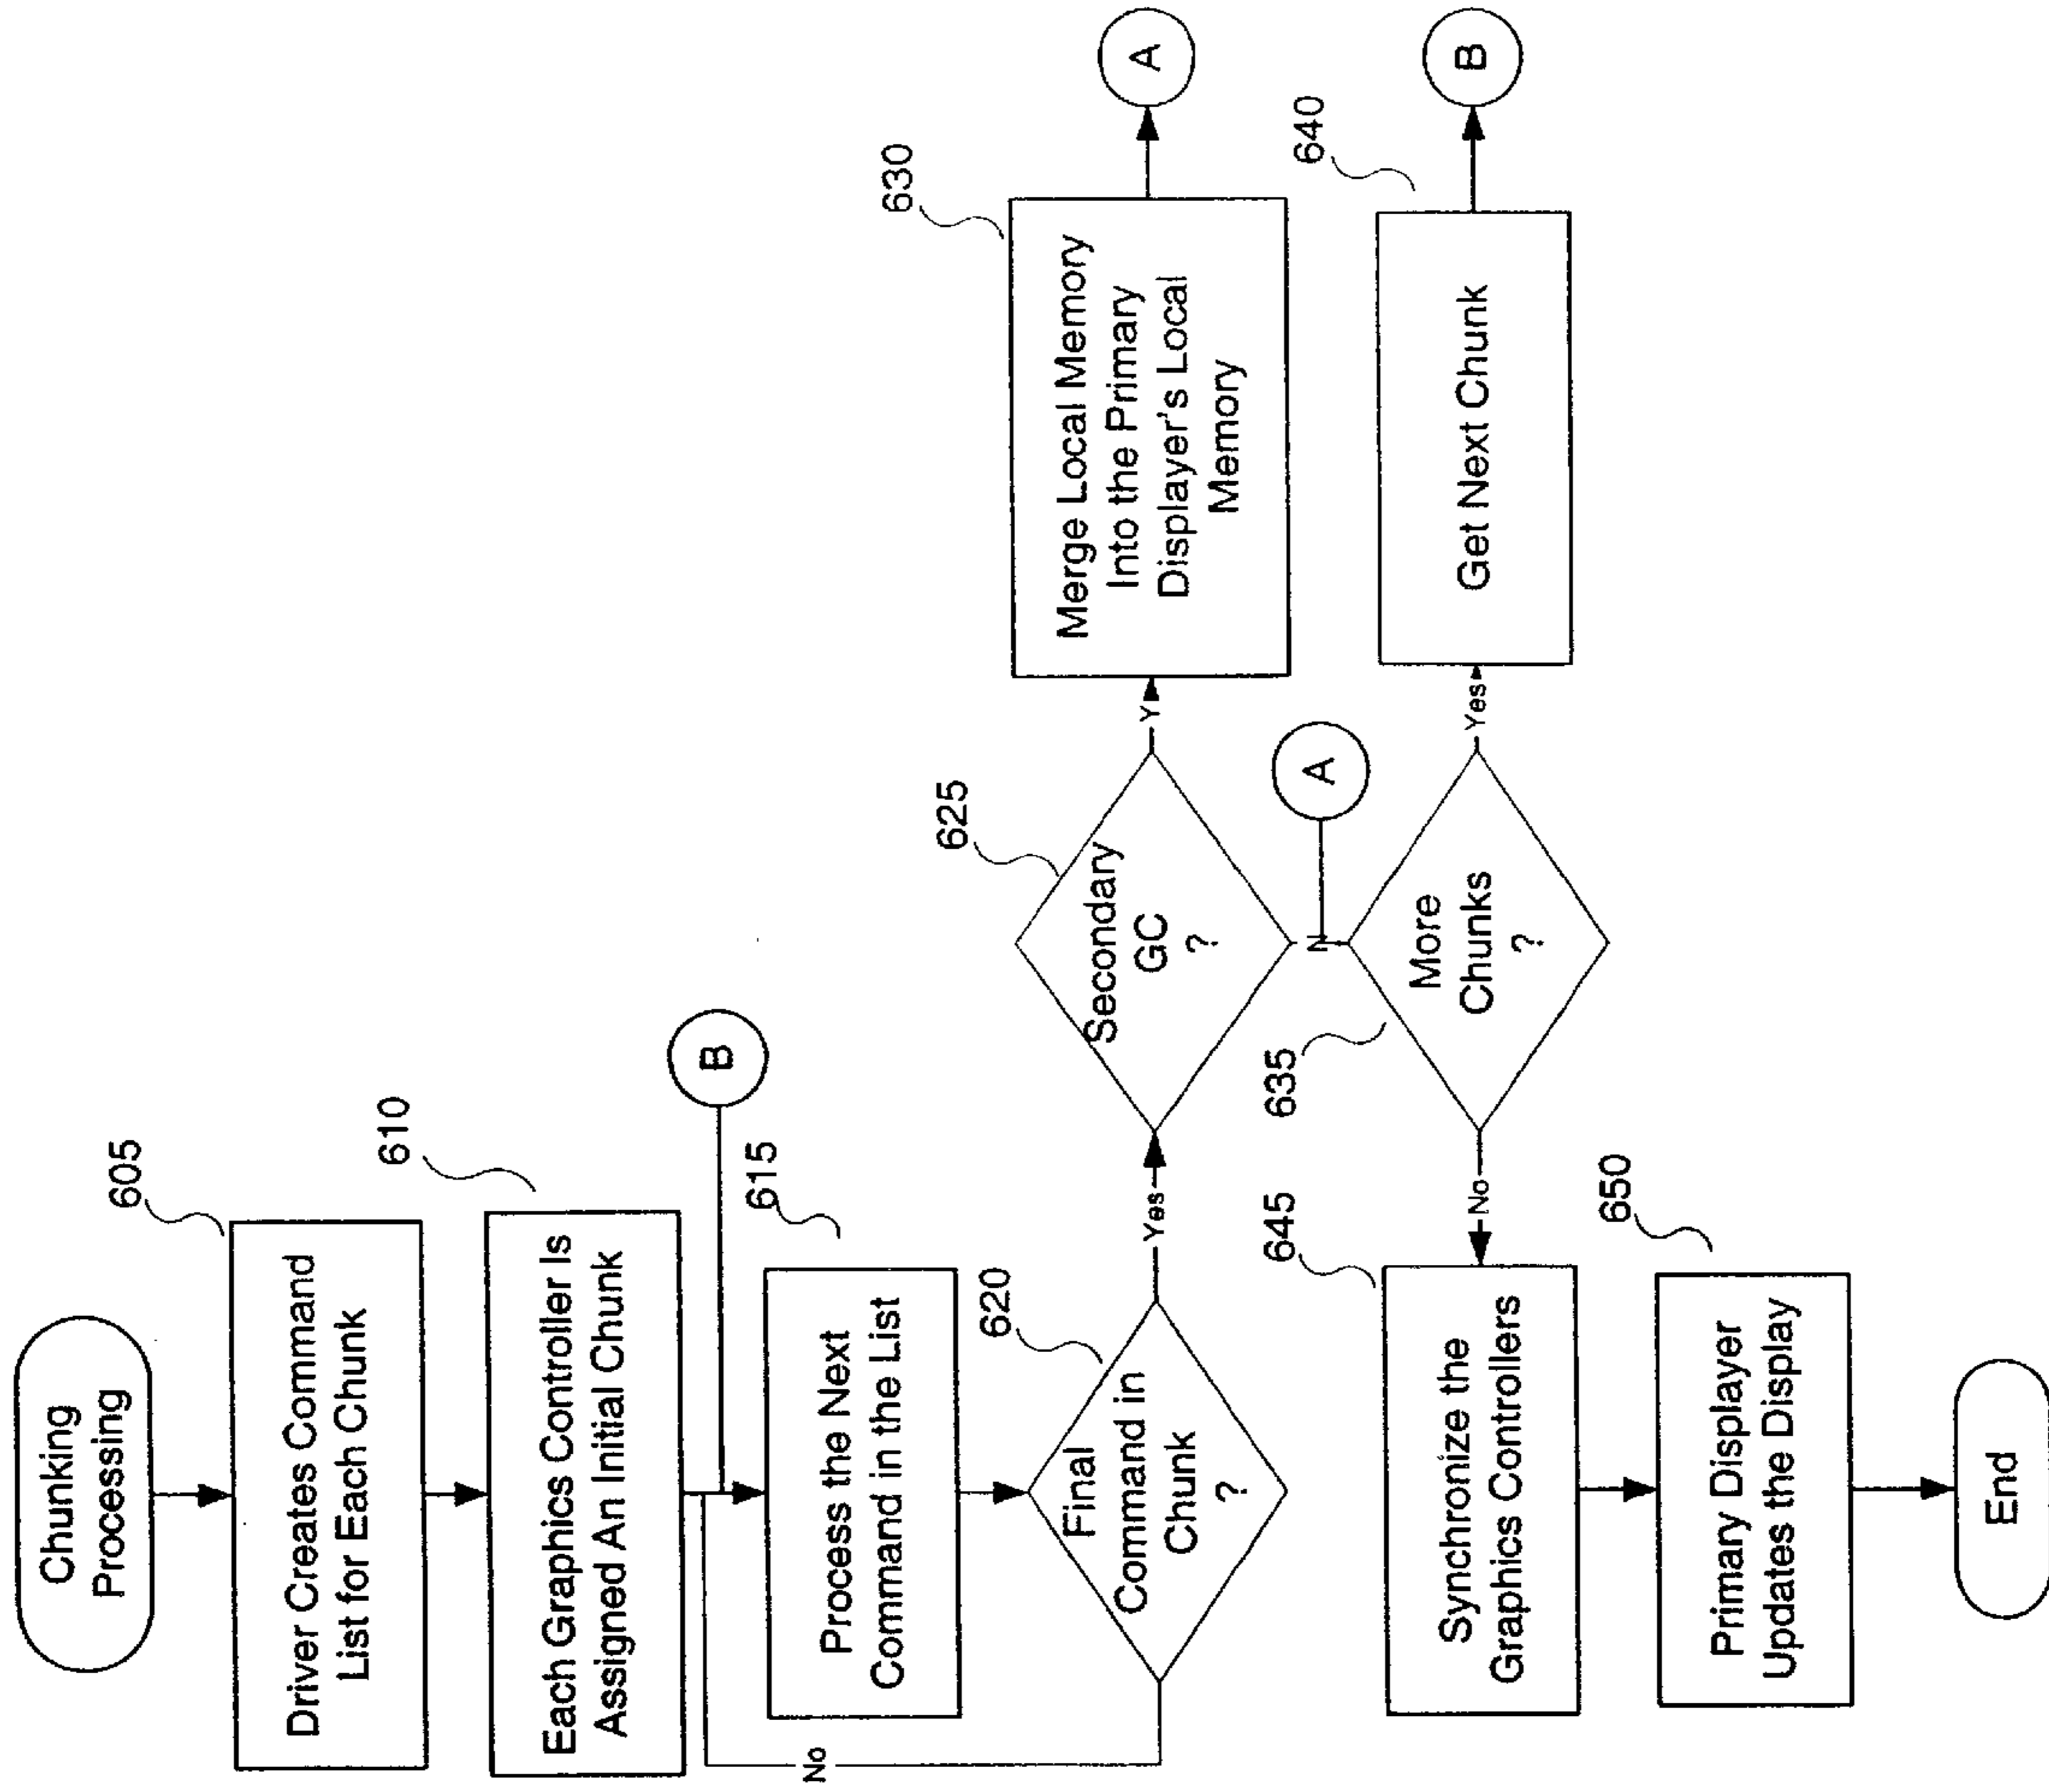 Chunking
Processing
605
Driver Creates Command
List for Each Chunk
610
Each Graphics Controller Is
Assigned An Initial Chunk
B
615
Process the Next
Command in the List
620
Final
Command in
Chunk
?
No
Yes
625
Secondary
GC
?
Y
630
Merge Local Memory
Into the Primary
Displayer's Local
Memory
A
N
A
635
More
Chunks
?
Yes
640
Get Next Chunk
B
No
645
Synchronize the
Graphics Controllers
650
Primary Displayer
Updates the Display
End